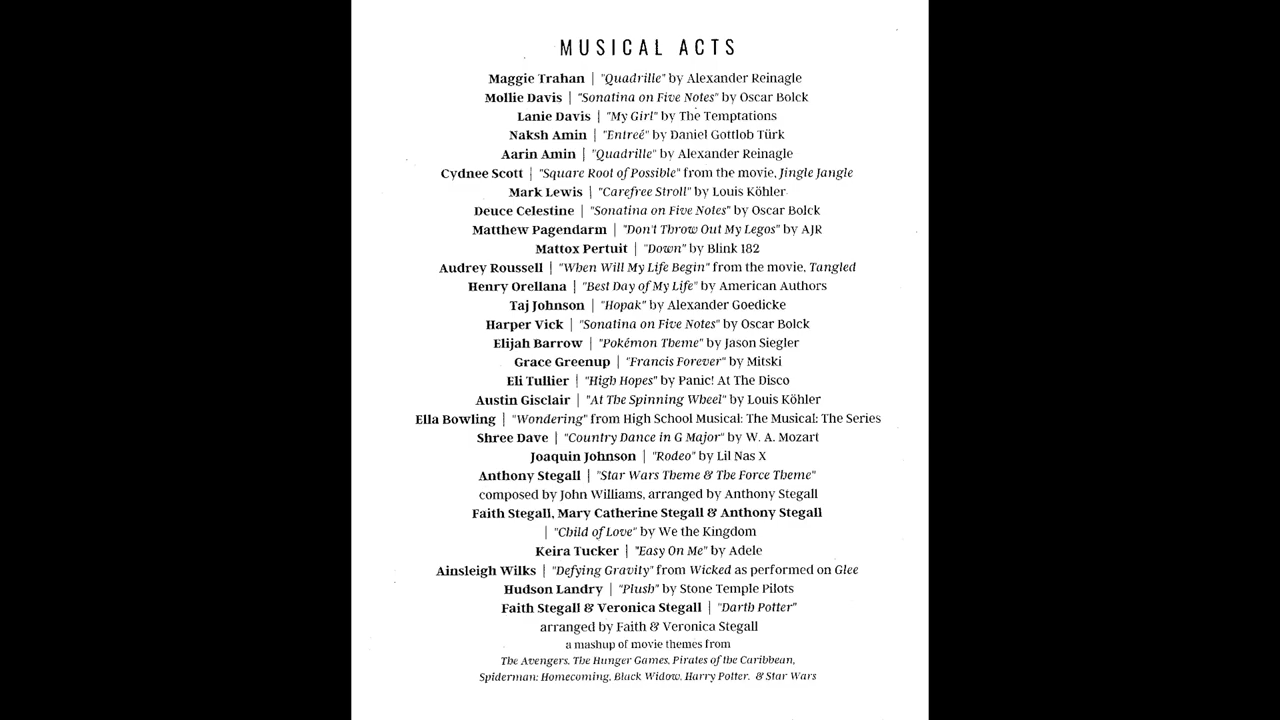 MUSICAL ACTS
Maggie Trahan | "Quadrille" by Alexander Reinagle
Mollie Davis | "Sonatina on Five Notes" by Oscar Bolck
Lanie Davis | "My Girl" by The Temptations
Naksh Amin | "Entreé" by Daniel Gottlob Türk
Aarin Amin | "Quadrille" by Alexander Reinagle
Cydnee Scott | "Square Root of Possible" from the movie, Jingle Jangle
Mark Lewis | "Carefree Stroll" by Louis Köhler
Deuce Celestine | "Sonatina on Five Notes" by Oscar Bolck
Matthew Pagendarm | "Don't Throw Out My Legos" by AJR
Mattox Pertuit | "Down" by Blink 182
Audrey Roussell | "When Will My Life Begin" from the movie, Tangled
Henry Orellana | "Best Day of My Life" by American Authors
Taj Johnson | "Hopak" by Alexander Goedicke
Harper Vick | "Sonatina on Five Notes" by Oscar Bolck
Elijah Barrow | "Pokémon Theme" by Jason Siegler
Grace Greenup | "Francis Forever" by Mitski
Eli Tullier | "High Hopes" by Panic! At The Disco
Austin Gisclair | "At The Spinning Wheel" by Louis Köhler
Ella Bowling | "Wondering" from High School Musical: The Musical: The Series
Shree Dave | "Country Dance in G Major" by W. A. Mozart
Joaquin Johnson | "Rodeo" by Lil Nas X
Anthony Stegall | "Star Wars Theme & The Force Theme"
composed by John Williams, arranged by Anthony Stegall
Faith Stegall, Mary Catherine Stegall & Anthony Stegall
| "Child of Love" by We the Kingdom
Keira Tucker | "Easy On Me" by Adele
Ainsleigh Wilks | "Defying Gravity" from Wicked as performed on Glee
Hudson Landry | "Plush" by Stone Temple Pilots
Faith Stegall & Veronica Stegall | "Darth Potter"
arranged by Faith & Veronica Stegall
a mashup of movie themes from
The Avengers, The Hunger Games, Pirates of the Caribbean,
Spiderman: Homecoming, Black Widow, Harry Potter, & Star Wars